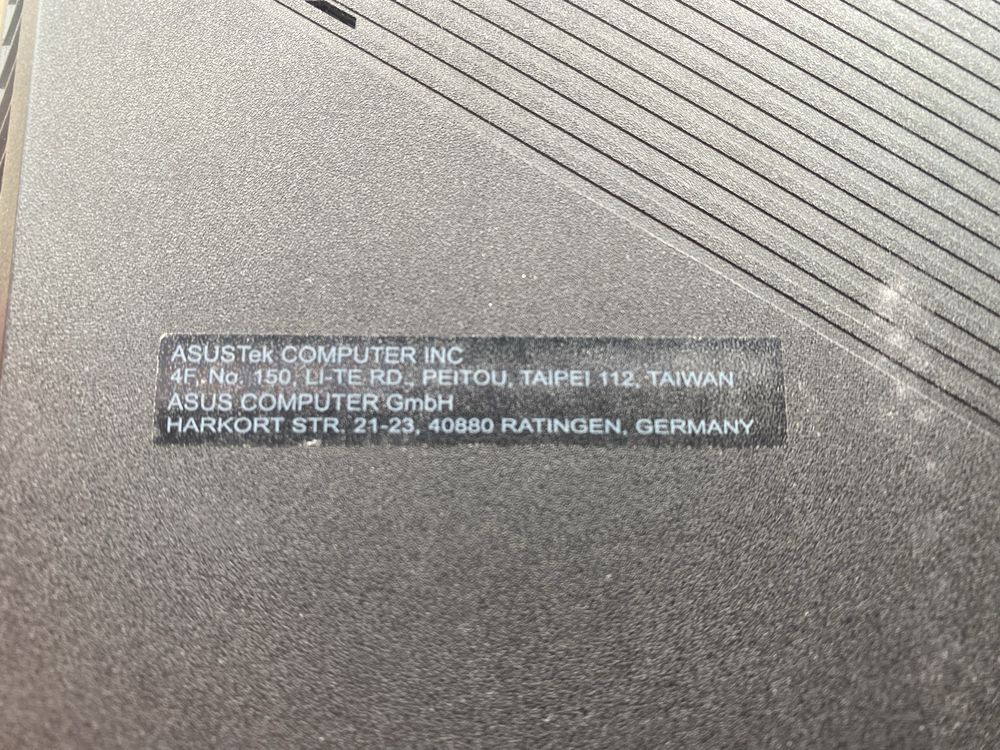 ASUSTek COMPUTER INC
4F, No. 150, LI-TE RD., PEITOU, TAIPEI 112, TAIWAN
ASUS COMPUTER GmbH
HARKORT STR. 21-23, 40880 RATINGEN, GERMANY